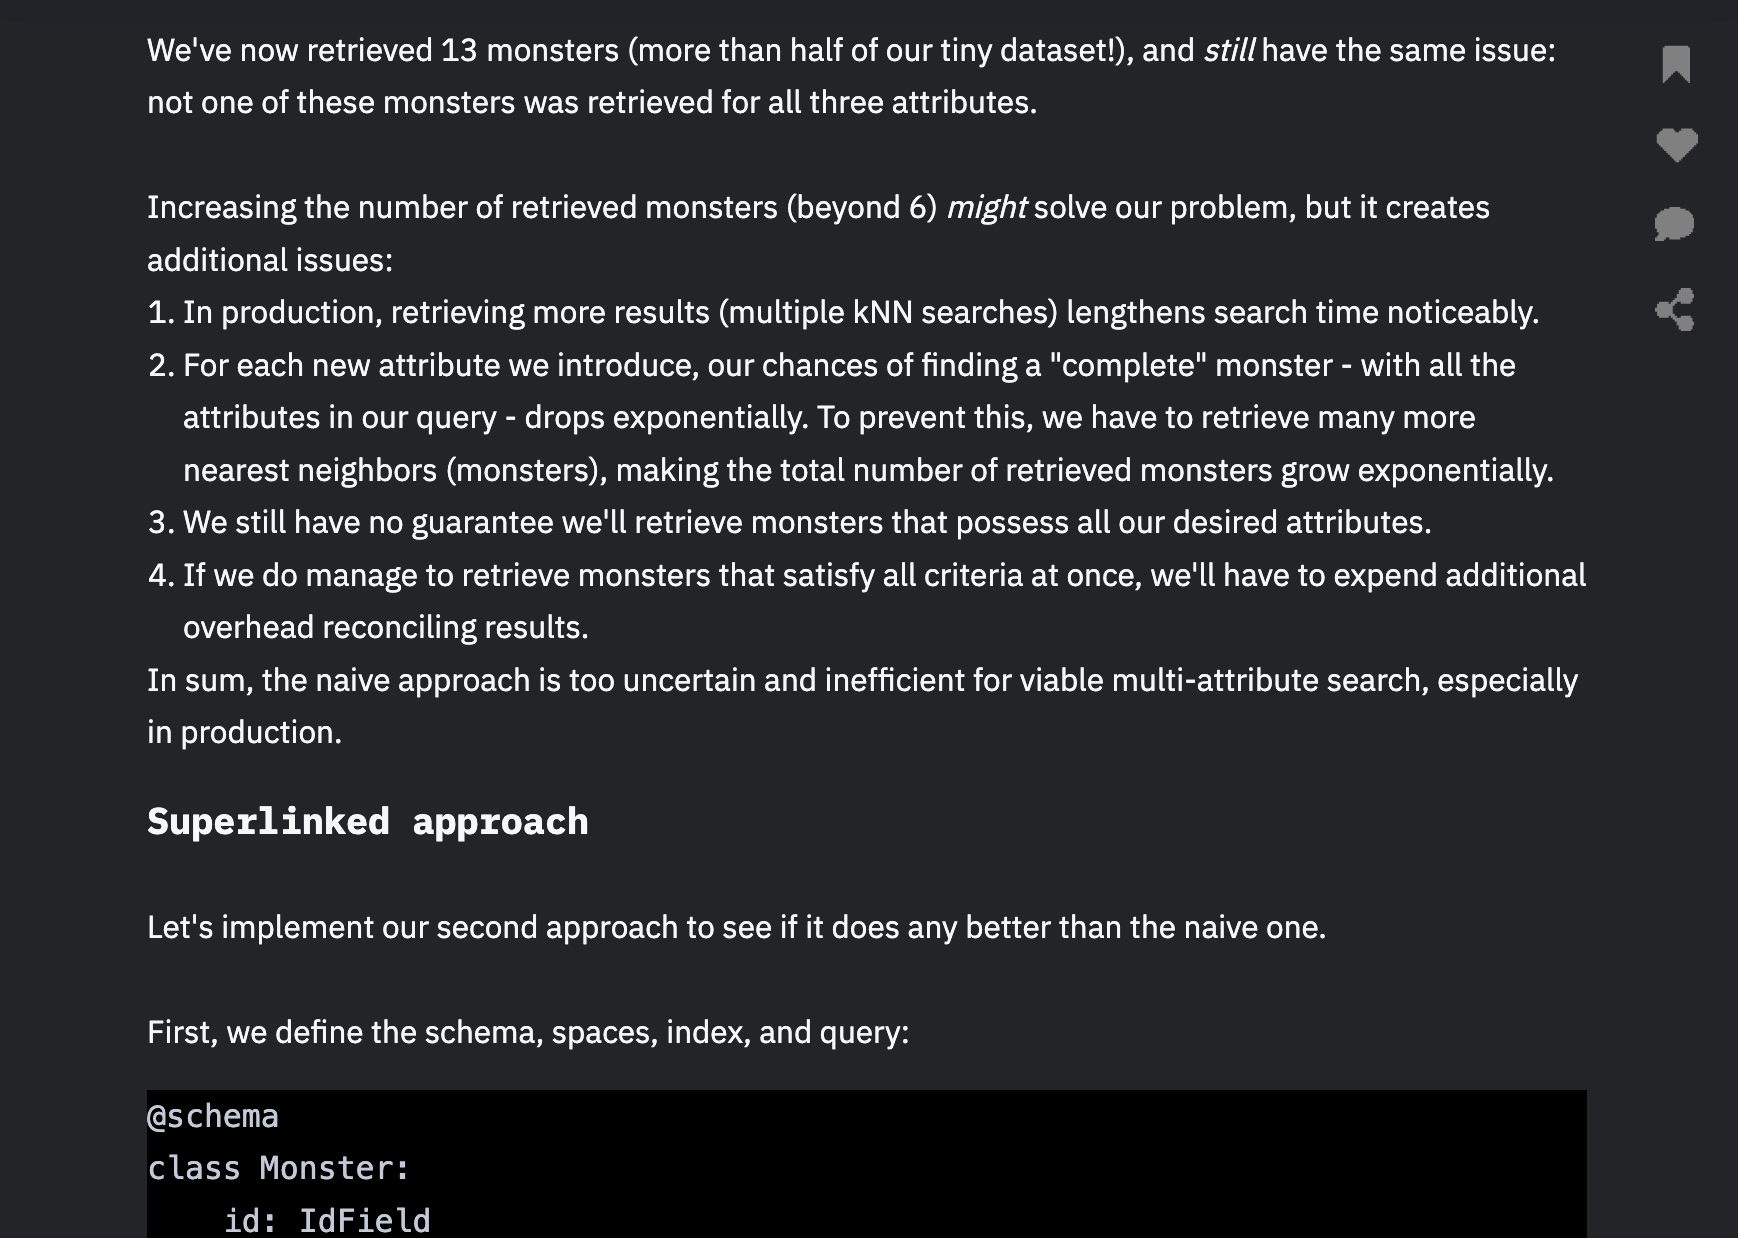 We've now retrieved 13 monsters (more than half of our tiny dataset!), and still have the same issue:
not one of these monsters was retrieved for all three attributes.
Increasing the number of retrieved monsters (beyond 6) might solve our problem, but it creates
additional issues:
1. In production, retrieving more results (multiple kNN searches) lengthens search time noticeably.
2. For each new attribute we introduce, our chances of finding a "complete" monster - with all the
attributes in our query - drops exponentially. To prevent this, we have to retrieve many more
nearest neighbors (monsters), making the total number of retrieved monsters grow exponentially.
3. We still have no guarantee we'll retrieve monsters that possess all our desired attributes.
4. If we do manage to retrieve monsters that satisfy all criteria at once, we'll have to expend additional
overhead reconciling results.
In sum, the naive approach is too uncertain and inefficient for viable multi-attribute search, especially
in production.
Superlinked approach
Let's implement our second approach to see if it does any better than the naive one.
First, we define the schema, spaces, index, and query:
@schema
class Monster:
    id: IdField